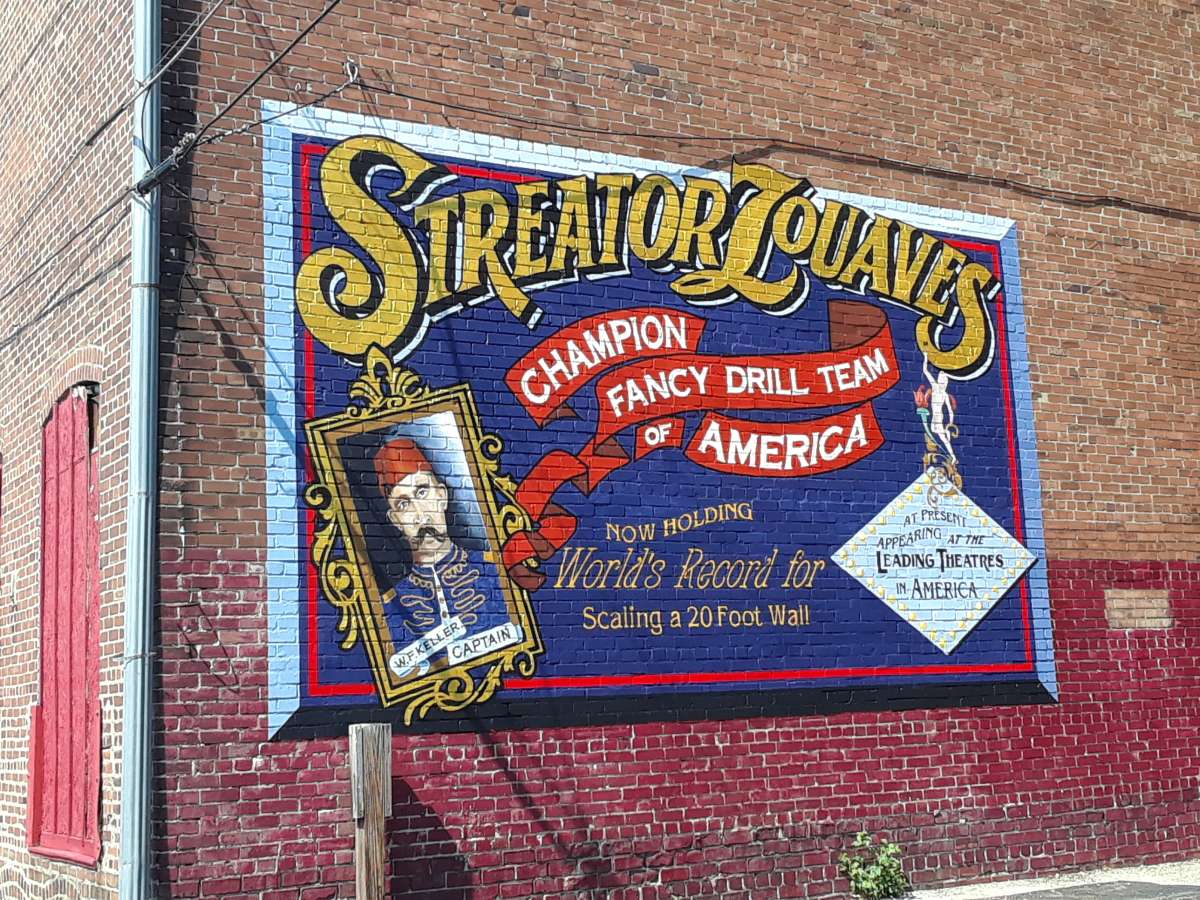 STREATOR ZOUAVES
CHAMPION
FANCY DRILL TEAM
OF AMERICA
NOW HOLDING
World's Record for
Scaling a 20 Foot Wall
W.F. KELLER
CAPTAIN
AT PRESENT
APPEARING AT THE
LEADING THEATRES
IN AMERICA